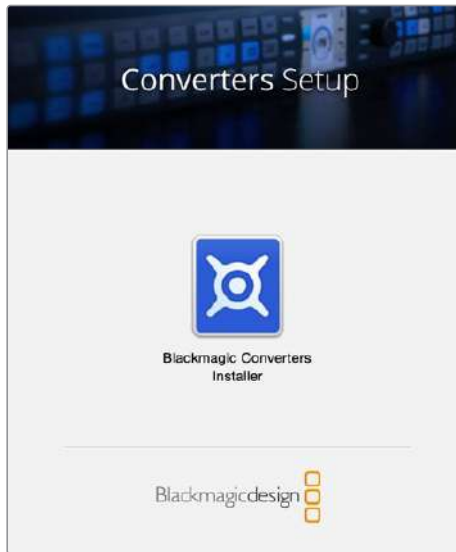 Converters Setup
Blackmagic Converters
Installer
Blackmagicdesign